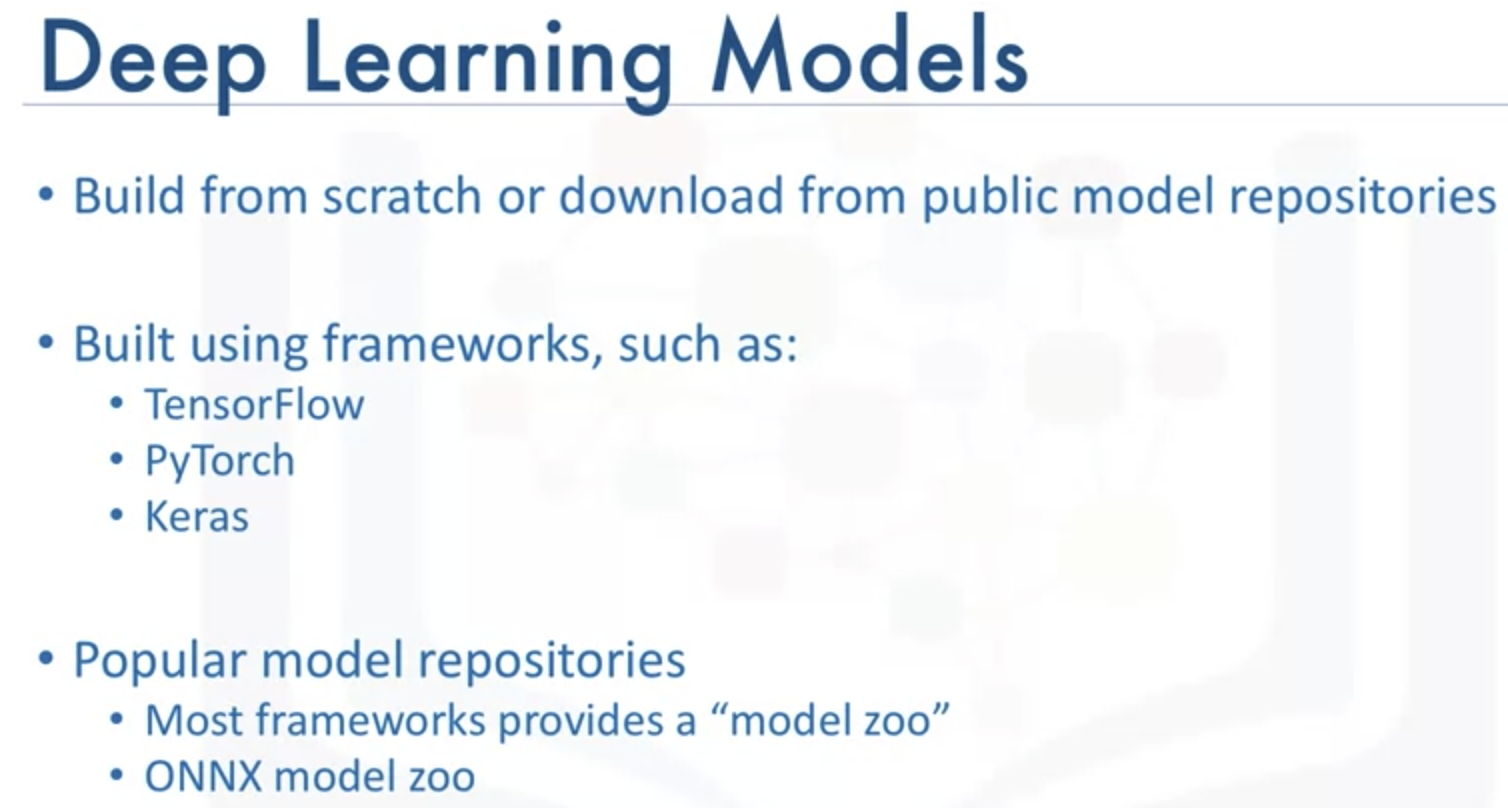 Deep Learning Models
• Build from scratch or download from public model repositories
• Built using frameworks, such as:
• TensorFlow
• PyTorch
• Keras
• Popular model repositories
• Most frameworks provides a “model zoo”
• ONNX model zoo